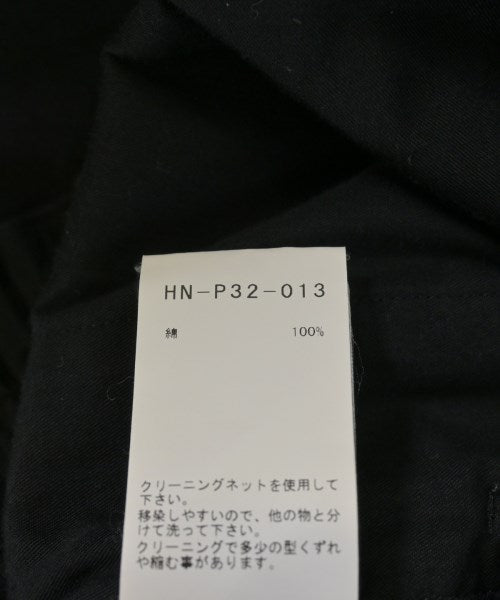 HN-P32-013
綿 100%
クリーニングネットを使用して
下さい。
移染しやすいので、他の物と分
けて洗って下さい。
クリーニングで多少の型くずれ
や縮む事があります。